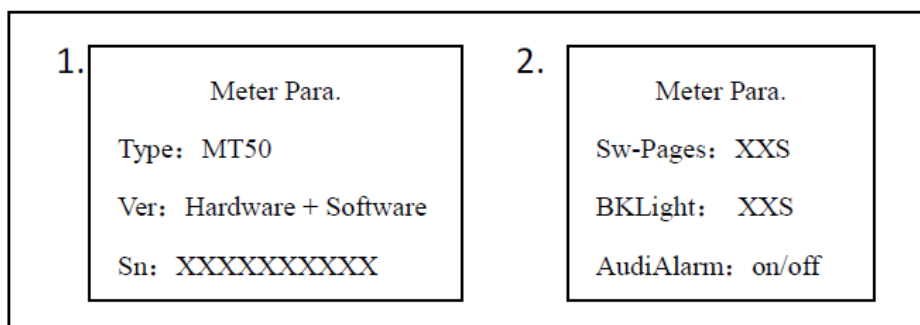 1.
Meter Para.
Type：MT50
Ver：Hardware + Software
Sn：XXXXXXXXXX
2.
Meter Para.
Sw-Pages：XXS
BKLight： XXS
AudiAlarm：on/off